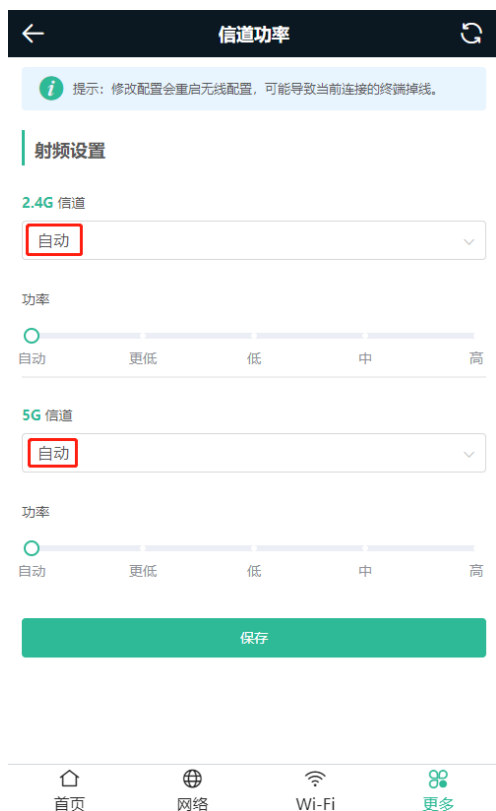 信道功率
提示：修改配置会重启无线配置，可能导致当前连接的终端掉线。
射频设置
2.4G 信道
自动
功率
自动 更低 低 中 高
5G 信道
自动
功率
自动 更低 低 中 高
保存
首页 网络 Wi-Fi 更多